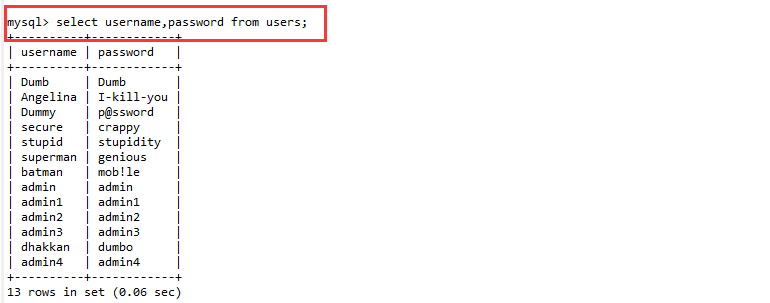 mysql> select username,password from users;
+----------+------------+
| username | password   |
+----------+------------+
| Dumb     | Dumb       |
| Angelina | I-kill-you |
| Dummy    | p@ssword   |
| secure   | crappy     |
| stupid   | stupidity  |
| superman | genious    |
| batman   | mob!le     |
| admin    | admin      |
| admin1   | admin1     |
| admin2   | admin2     |
| admin3   | admin3     |
| dhakkan  | dumbo      |
| admin4   | admin4     |
+----------+------------+
13 rows in set (0.06 sec)